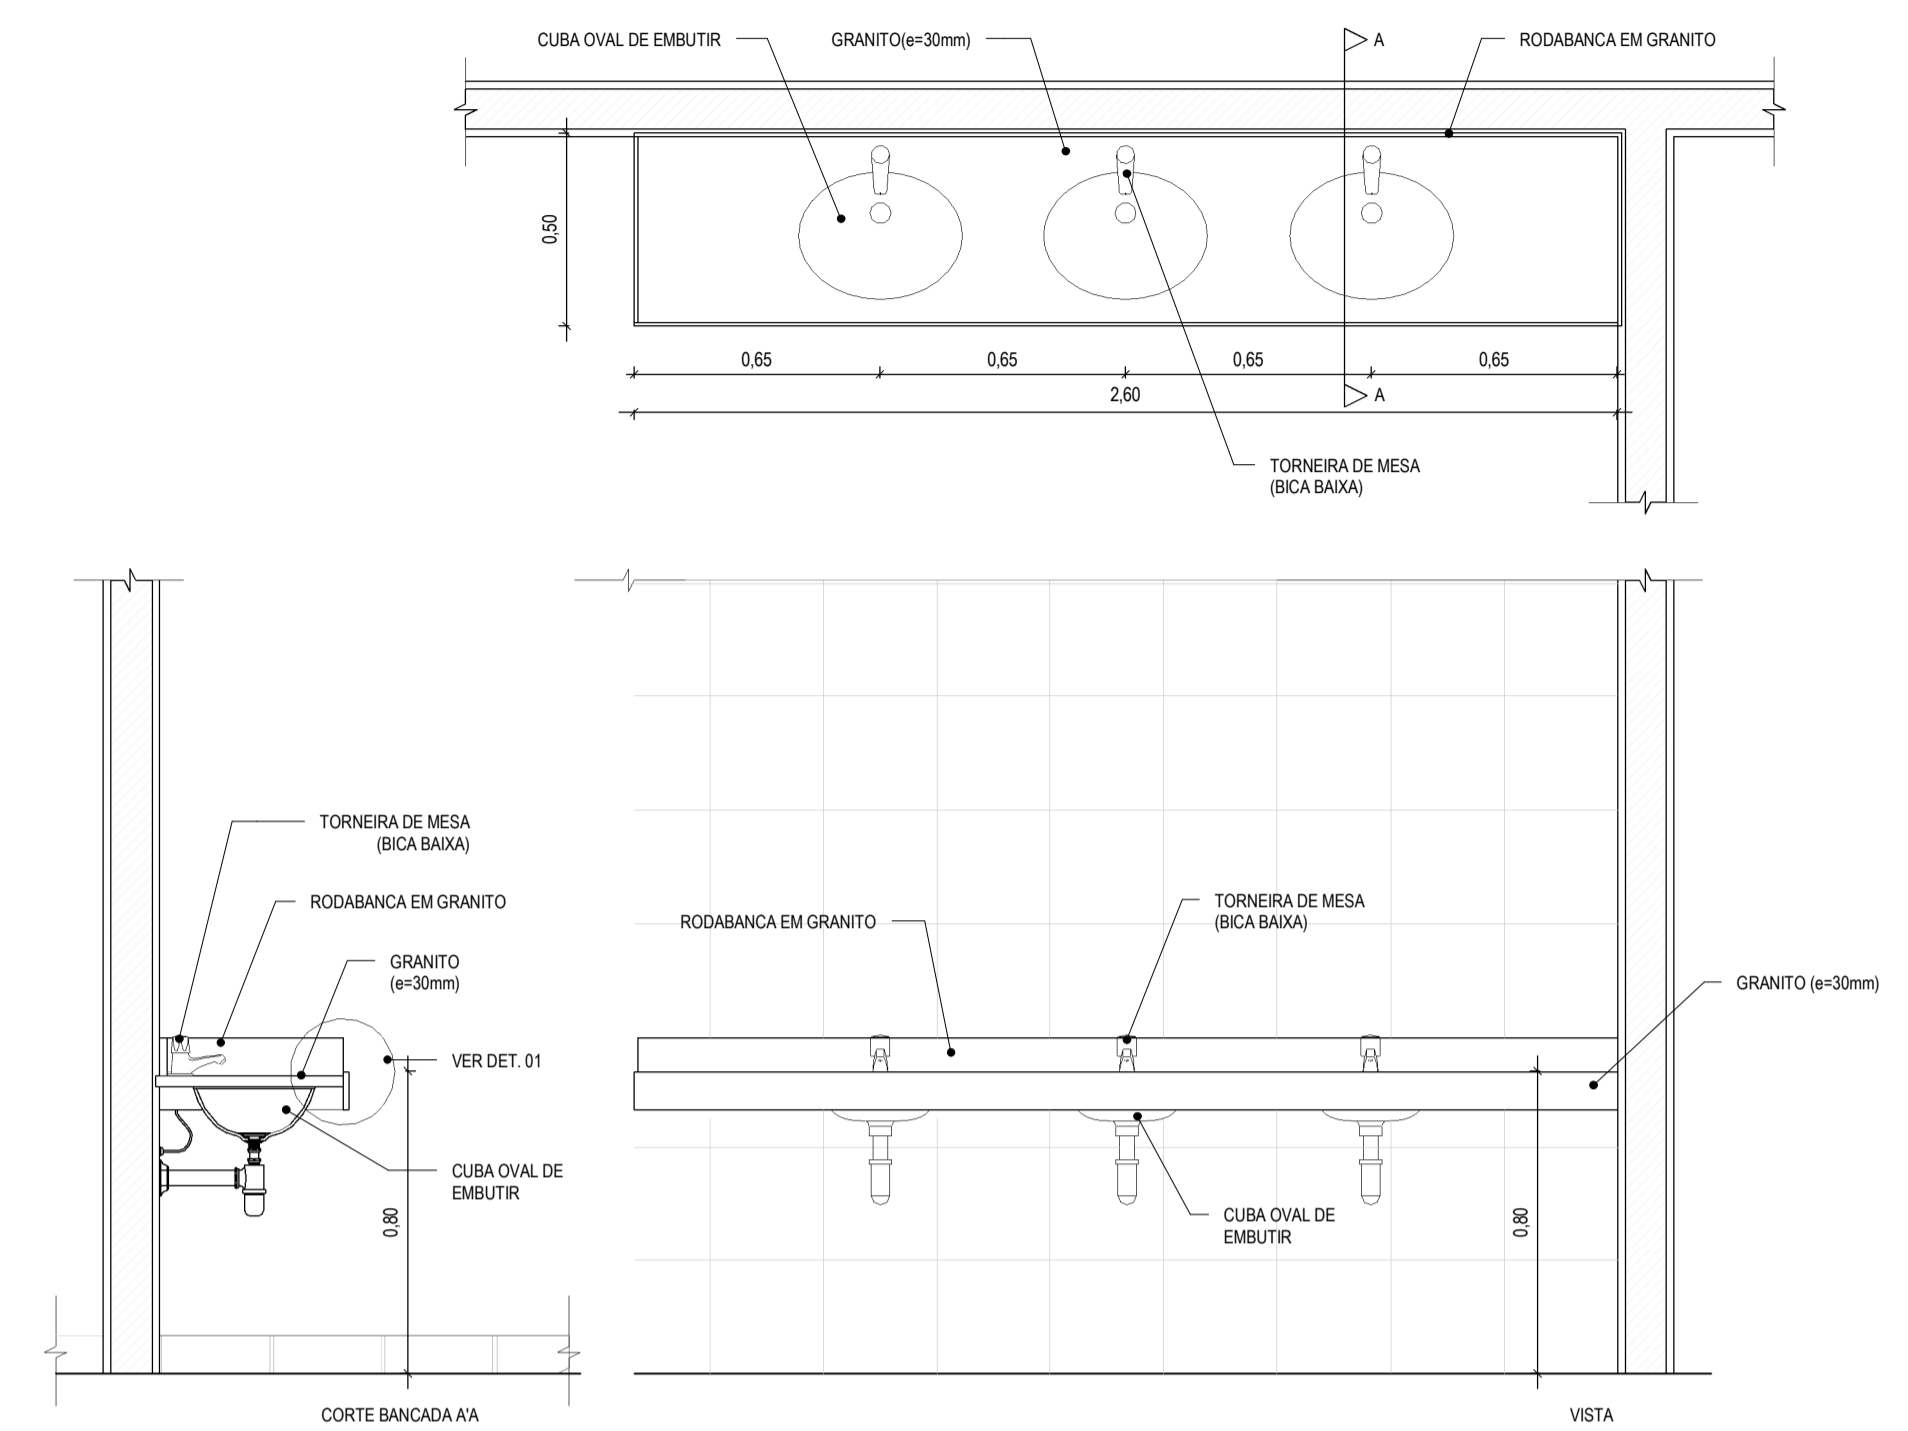 CUBA OVAL DE EMBUTIR
GRANITO(e=30mm)
A
RODABANCA EM GRANITO
0,50
0,65
0,65
0,65
0,65
2,60
A
TORNEIRA DE MESA
(BICA BAIXA)
TORNEIRA DE MESA
(BICA BAIXA)
RODABANCA EM GRANITO
GRANITO
(e=30mm)
VER DET. 01
CUBA OVAL DE
EMBUTIR
0,80
CORTE BANCADA A'A
RODABANCA EM GRANITO
TORNEIRA DE MESA
(BICA BAIXA)
GRANITO (e=30mm)
CUBA OVAL DE
EMBUTIR
0,80
VISTA